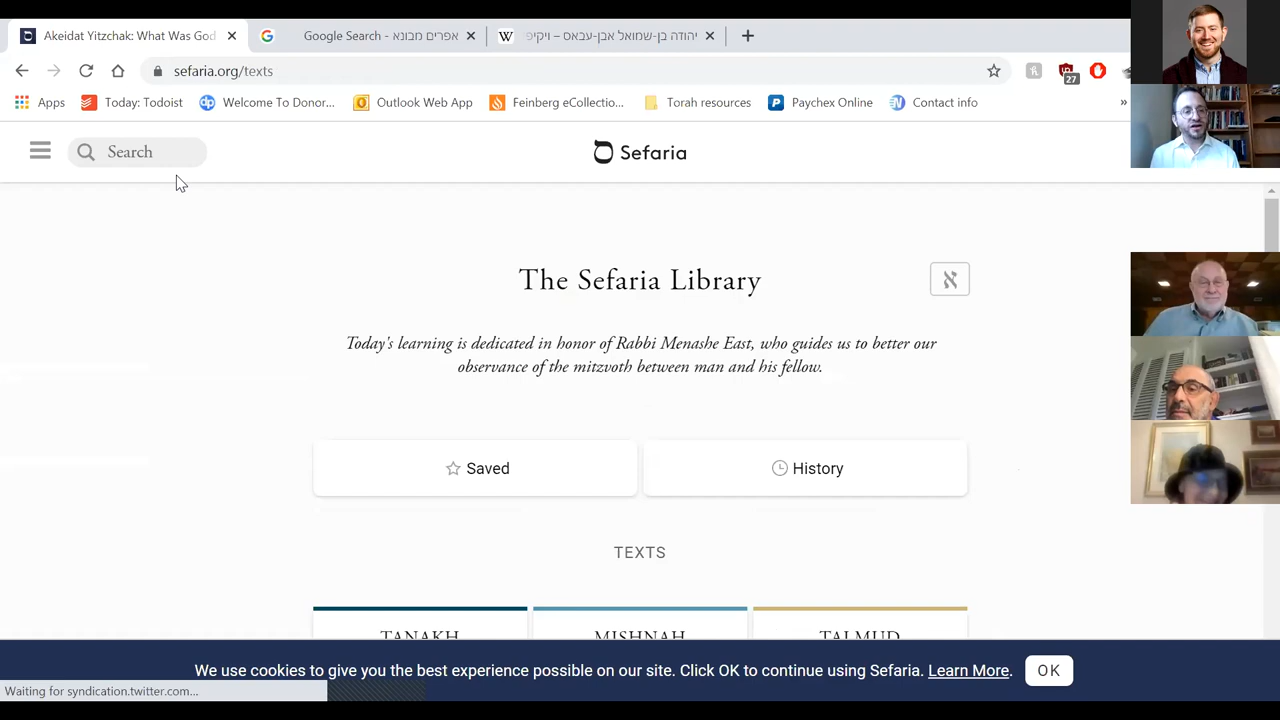 Akeidat Yitzchak: What Was God
אפרים מבונא - Google Search
יהודה בן-שמואל אבן-עבאס – ויקיפ
sefaria.org/texts
27
Apps
Today: Todoist
Welcome To Donor...
Outlook Web App
Feinberg eCollectio...
Torah resources
Paychex Online
Contact info
»
Search
Sefaria
The Sefaria Library
א
Today's learning is dedicated in honor of Rabbi Menashe East, who guides us to better our
observance of the mitzvoth between man and his fellow.
Saved
History
TEXTS
TANAKH
MISHNAH
TALMUD
We use cookies to give you the best experience possible on our site. Click OK to continue using Sefaria. Learn More.
OK
Waiting for syndication.twitter.com...